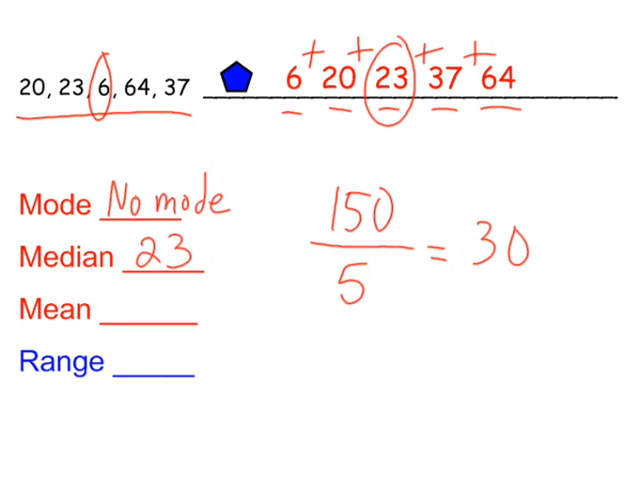 20, 23, 6, 64, 37 6 + 20 + 23 + 37 + 64
Mode No mode
Median 23
Mean
Range
150
5
= 30